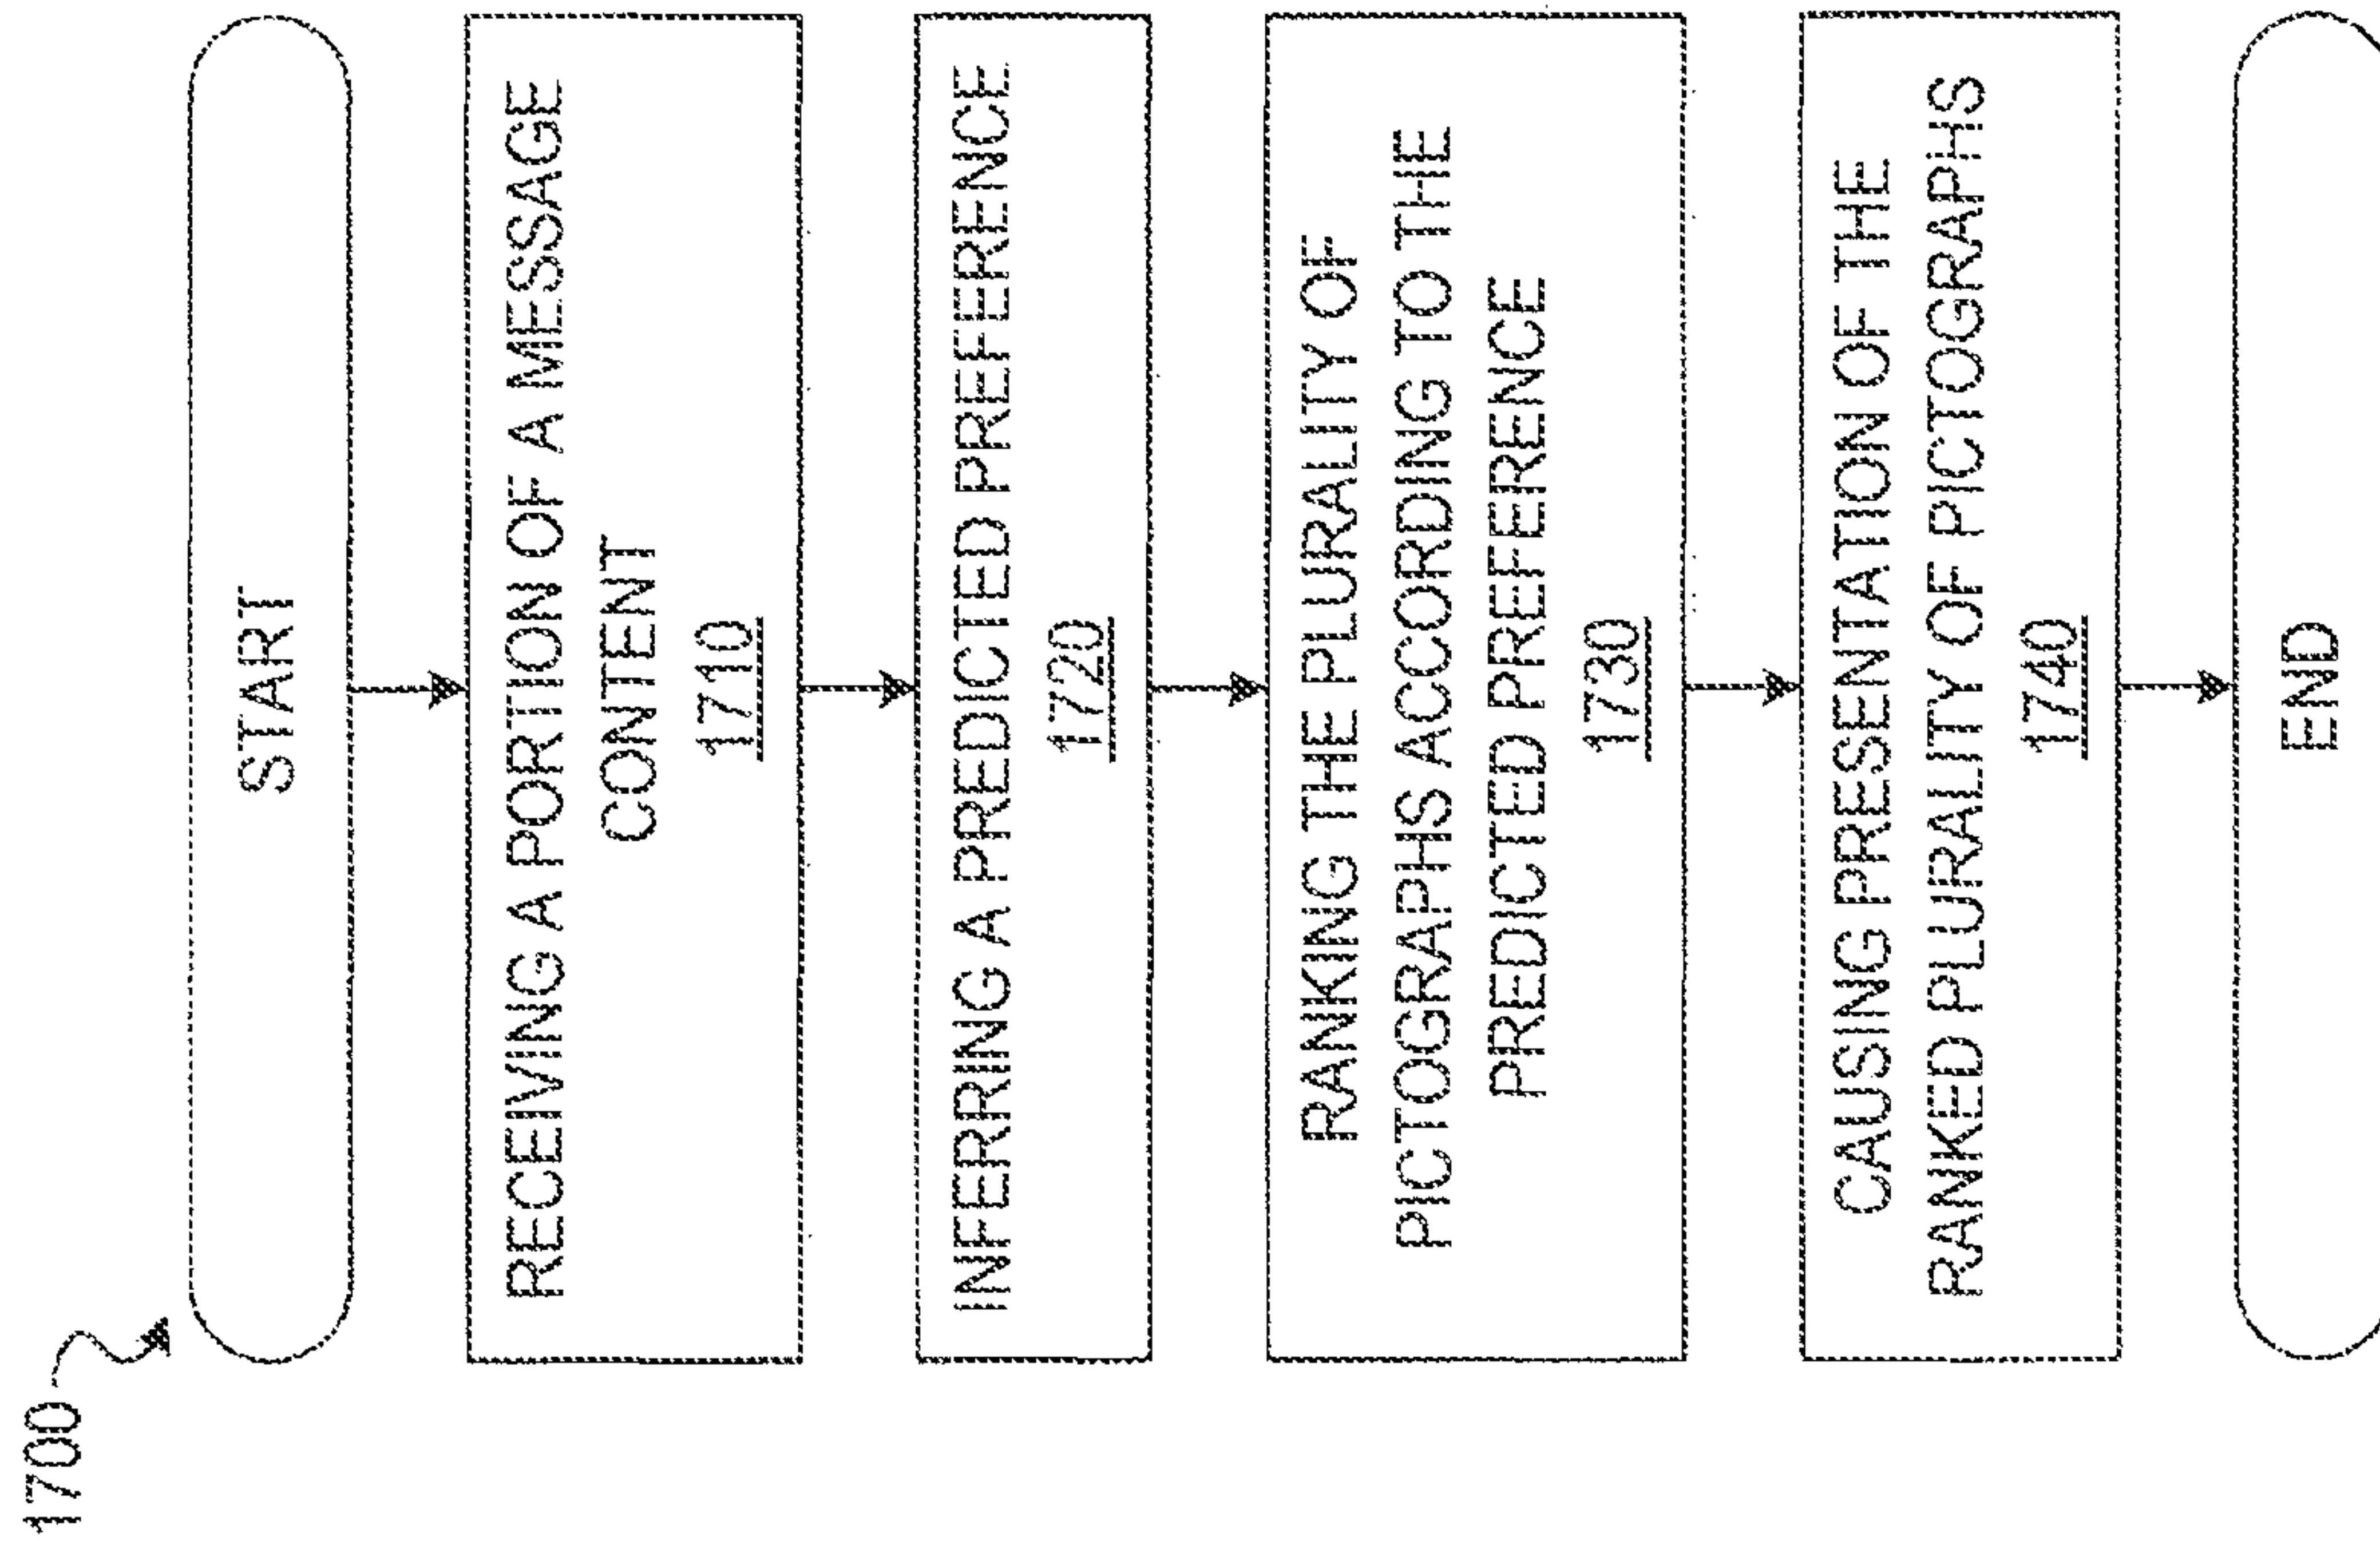 1700
START
RECEIVING A PORTION OF A MESSAGE
CONTENT
1710
INFERRING A PREDICTED PREFERENCE
1720
RANKING THE PLURALITY OF
PICTOGRAPHS ACCORDING TO THE
PREDICTED PREFERENCE
1730
CAUSING PRESENTATION OF THE
RANKED PLURALITY OF PICTOGRAPHS
1740
END